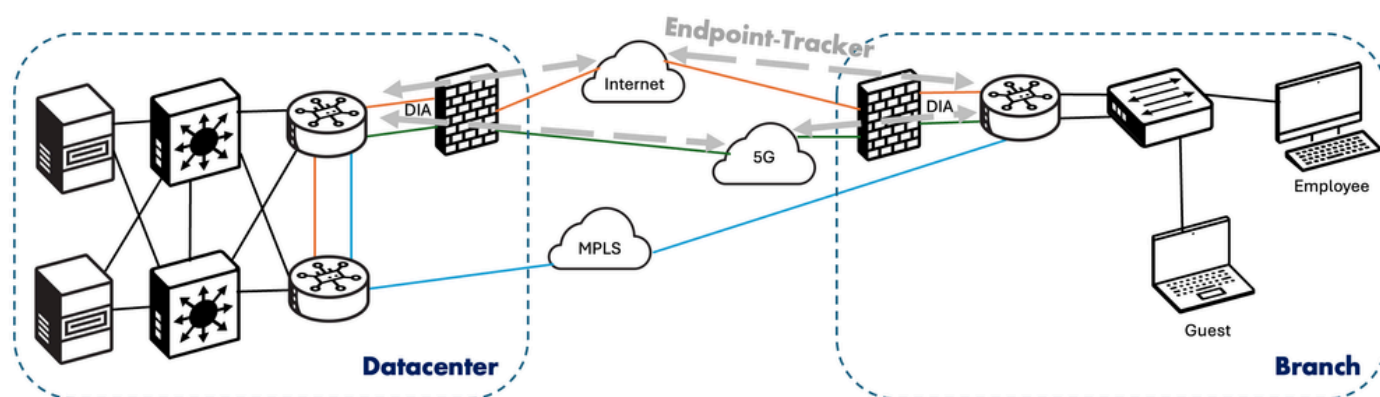 Endpoint-Tracker
Internet
DIA
DIA
5G
Employee
MPLS
Guest
Datacenter
Branch